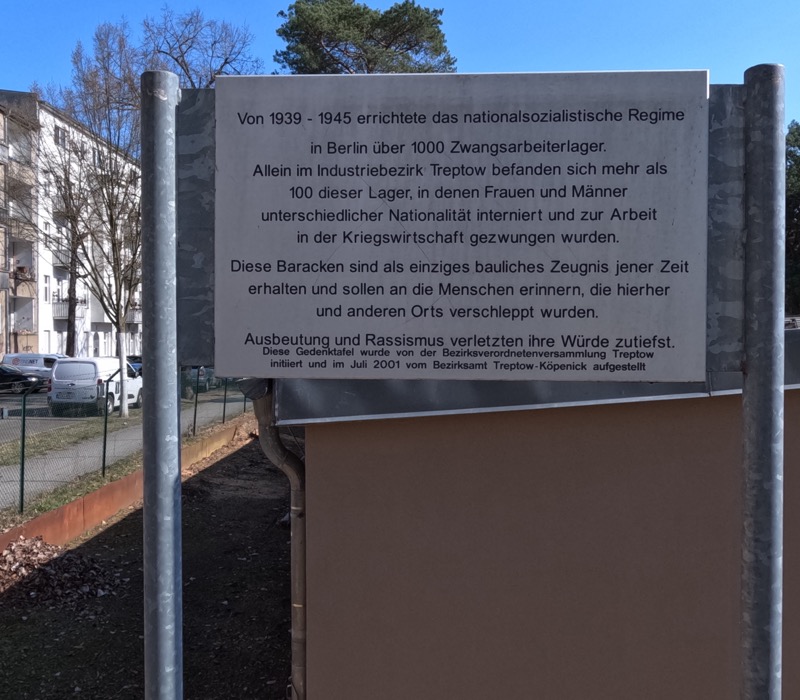 Von 1939 - 1945 errichtete das nationalsozialistische Regime
in Berlin über 1000 Zwangsarbeiterlager.
Allein im Industriebezirk Treptow befanden sich mehr als
100 dieser Lager, in denen Frauen und Männer
unterschiedlicher Nationalität interniert und zur Arbeit
in der Kriegswirtschaft gezwungen wurden.
Diese Baracken sind als einziges bauliches Zeugnis jener Zeit
erhalten und sollen an die Menschen erinnern, die hierher
und anderen Orts verschleppt wurden.
Ausbeutung und Rassismus verletzten ihre Würde zutiefst.
Diese Gedenktafel wurde von der Bezirksverordnetenversammlung Treptow
initiiert und im Juli 2001 vom Bezirksamt Treptow-Köpenick aufgestellt